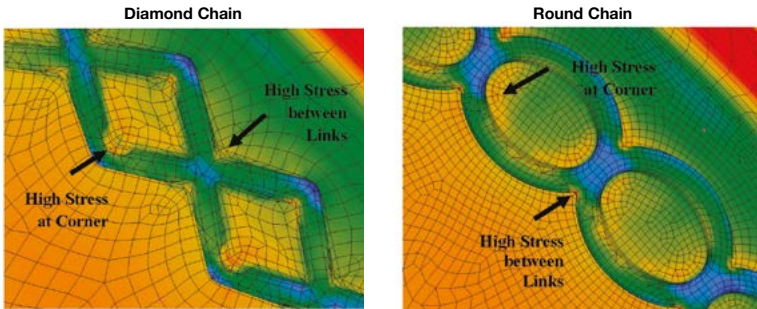 Diamond Chain
High Stress
between
Links
High Stress
at Corner
Round Chain
High Stress
at Corner
High Stress
between
Links